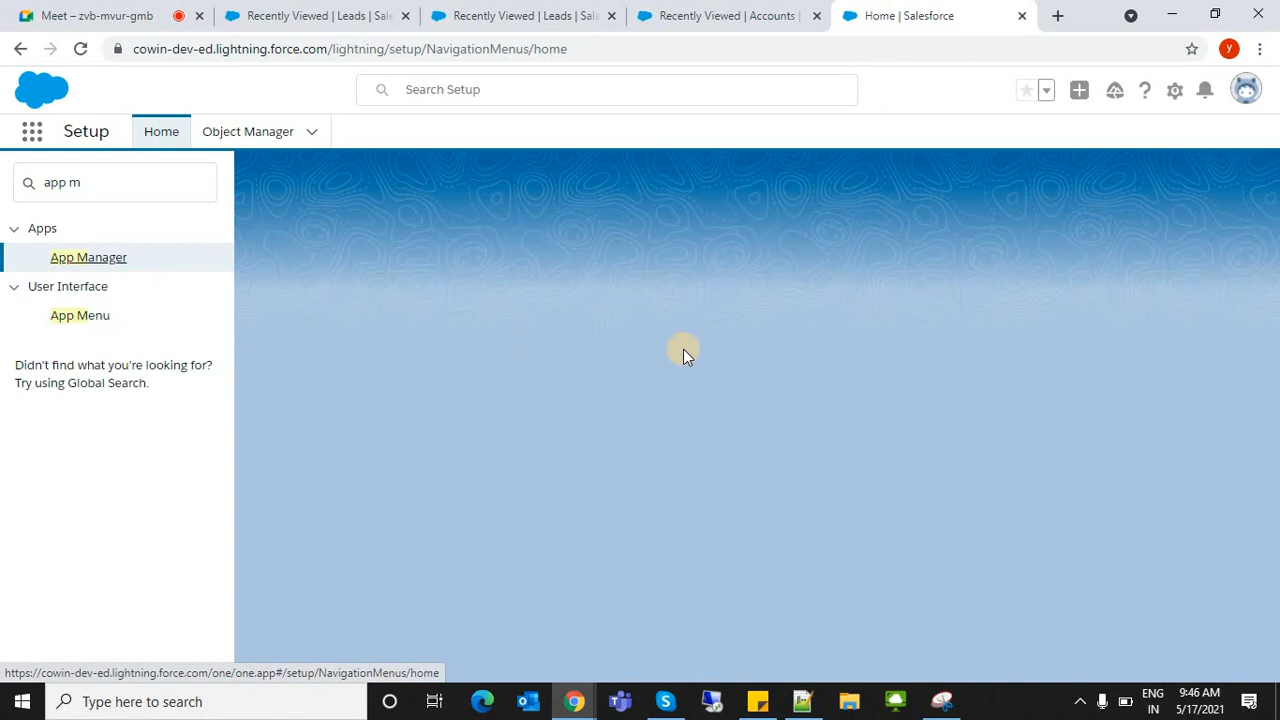 Meet – zvb-mvur-gmb
Recently Viewed | Leads | Sale
Recently Viewed | Leads | Sale
Recently Viewed | Accounts |
Home | Salesforce
cowin-dev-ed.lightning.force.com/lightning/setup/NavigationMenus/home
y
Search Setup
Setup
Home
Object Manager
app m
Apps
App Manager
User Interface
App Menu
Didn't find what you're looking for?
Try using Global Search.
https://cowin-dev-ed.lightning.force.com/one/one.app#/setup/NavigationMenus/home
Type here to search
ENG
IN
9:46 AM
5/17/2021